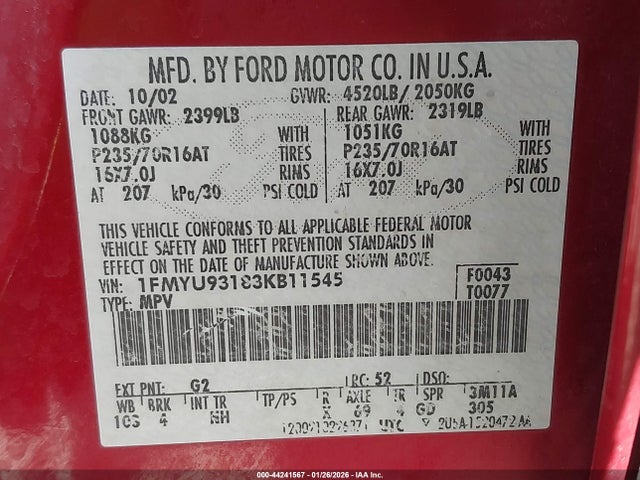 MFD. BY FORD MOTOR CO. IN U.S.A.
DATE: 10/02 GVWR: 4520LB/ 2050KG
FRONT GAWR: 2399LB REAR GAWR: 2319LB
1088KG WITH 1051KG WITH
P235/70R16AT TIRES P235/70R16AT TIRES
16X7.0J RIMS 16X7.0J RIMS
AT 207 kPa/30 PSI COLD AT 207 kPa/30 PSI COLD
THIS VEHICLE CONFORMS TO ALL APPLICABLE FEDERAL MOTOR
VEHICLE SAFETY AND THEFT PREVENTION STANDARDS IN
EFFECT ON THE DATE OF MANUFACTURE SHOWN ABOVE.
VIN: 1FMYU93183KB11545 F0043
TYPE: MPV T0077
EXT PNT: G2 RC: 52 DSO:
WB BRK INT TR TP/PS R AXLE TR SPR 3M11A
103 4 NH X 69 4 GD 305
UTC
000-44241567 - 01/26/2026 - IAAI.COM